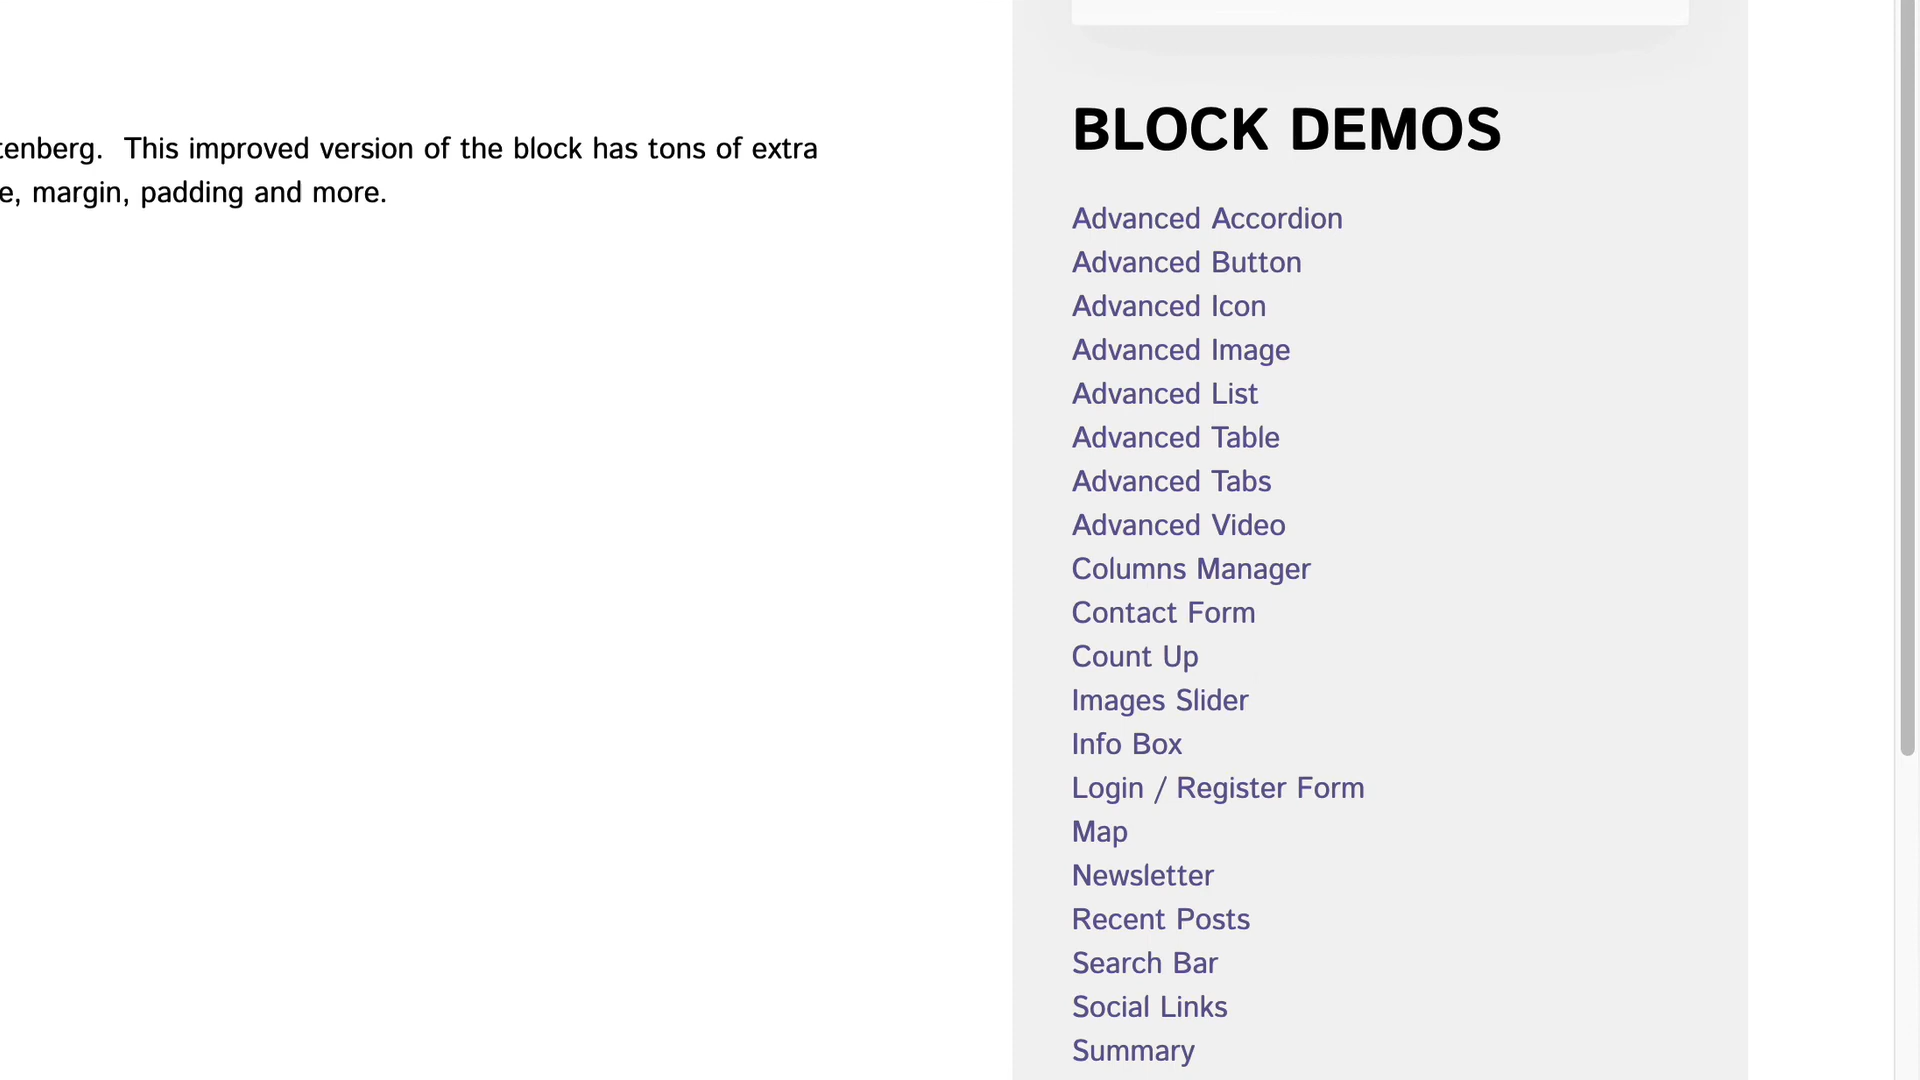 tenberg.  This improved version of the block has tons of extra
e, margin, padding and more.
BLOCK DEMOS
Advanced Accordion
Advanced Button
Advanced Icon
Advanced Image
Advanced List
Advanced Table
Advanced Tabs
Advanced Video
Columns Manager
Contact Form
Count Up
Images Slider
Info Box
Login / Register Form
Map
Newsletter
Recent Posts
Search Bar
Social Links
Summary